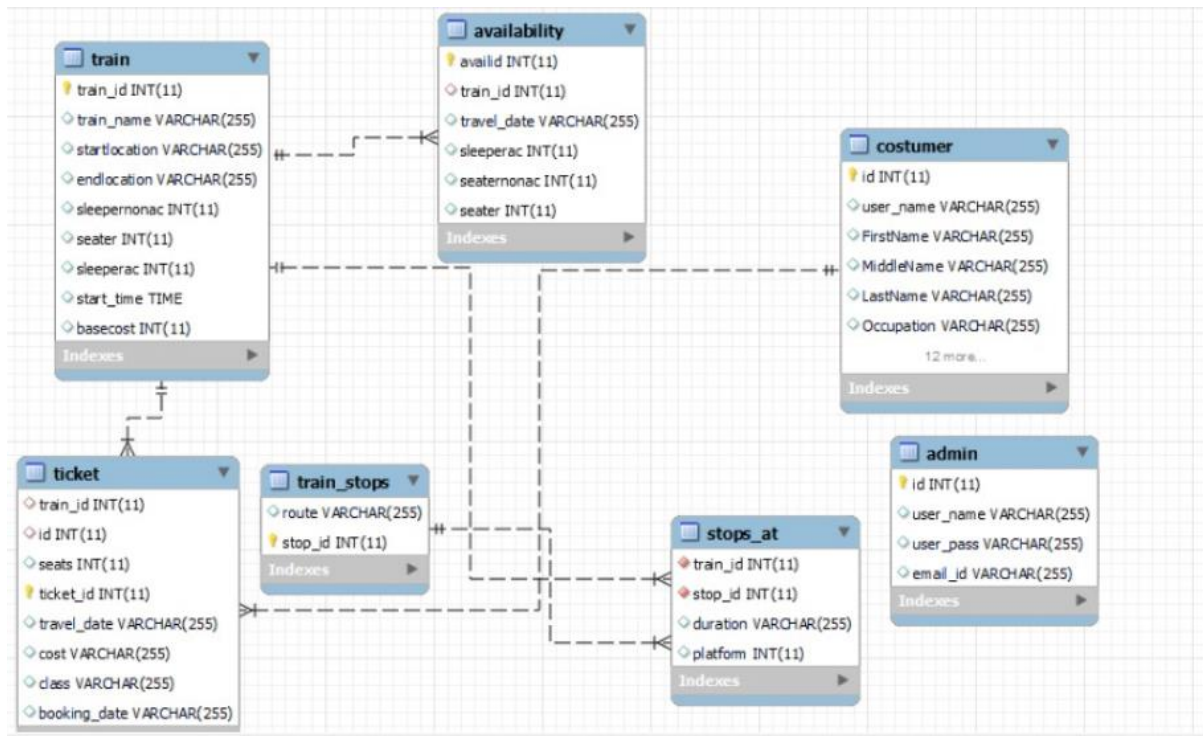 train
train_id INT(11)
train_name VARCHAR(255)
startlocation VARCHAR(255)
endlocation VARCHAR(255)
sleepernonac INT(11)
seater INT(11)
sleeperac INT(11)
start_time TIME
basecost INT(11)
Indexes
availability
availid INT(11)
train_id INT(11)
travel_date VARCHAR(255)
sleeperac INT(11)
seaternonac INT(11)
seater INT(11)
Indexes
costumer
id INT(11)
user_name VARCHAR(255)
FirstName VARCHAR(255)
MiddleName VARCHAR(255)
LastName VARCHAR(255)
Occupation VARCHAR(255)
12 more...
Indexes
ticket
train_id INT(11)
id INT(11)
seats INT(11)
ticket_id INT(11)
travel_date VARCHAR(255)
cost VARCHAR(255)
class VARCHAR(255)
booking_date VARCHAR(255)
train_stops
route VARCHAR(255)
stop_id INT(11)
Indexes
stops_at
train_id INT(11)
stop_id INT(11)
duration VARCHAR(255)
platform INT(11)
Indexes
admin
id INT(11)
user_name VARCHAR(255)
user_pass VARCHAR(255)
email_id VARCHAR(255)
Indexes